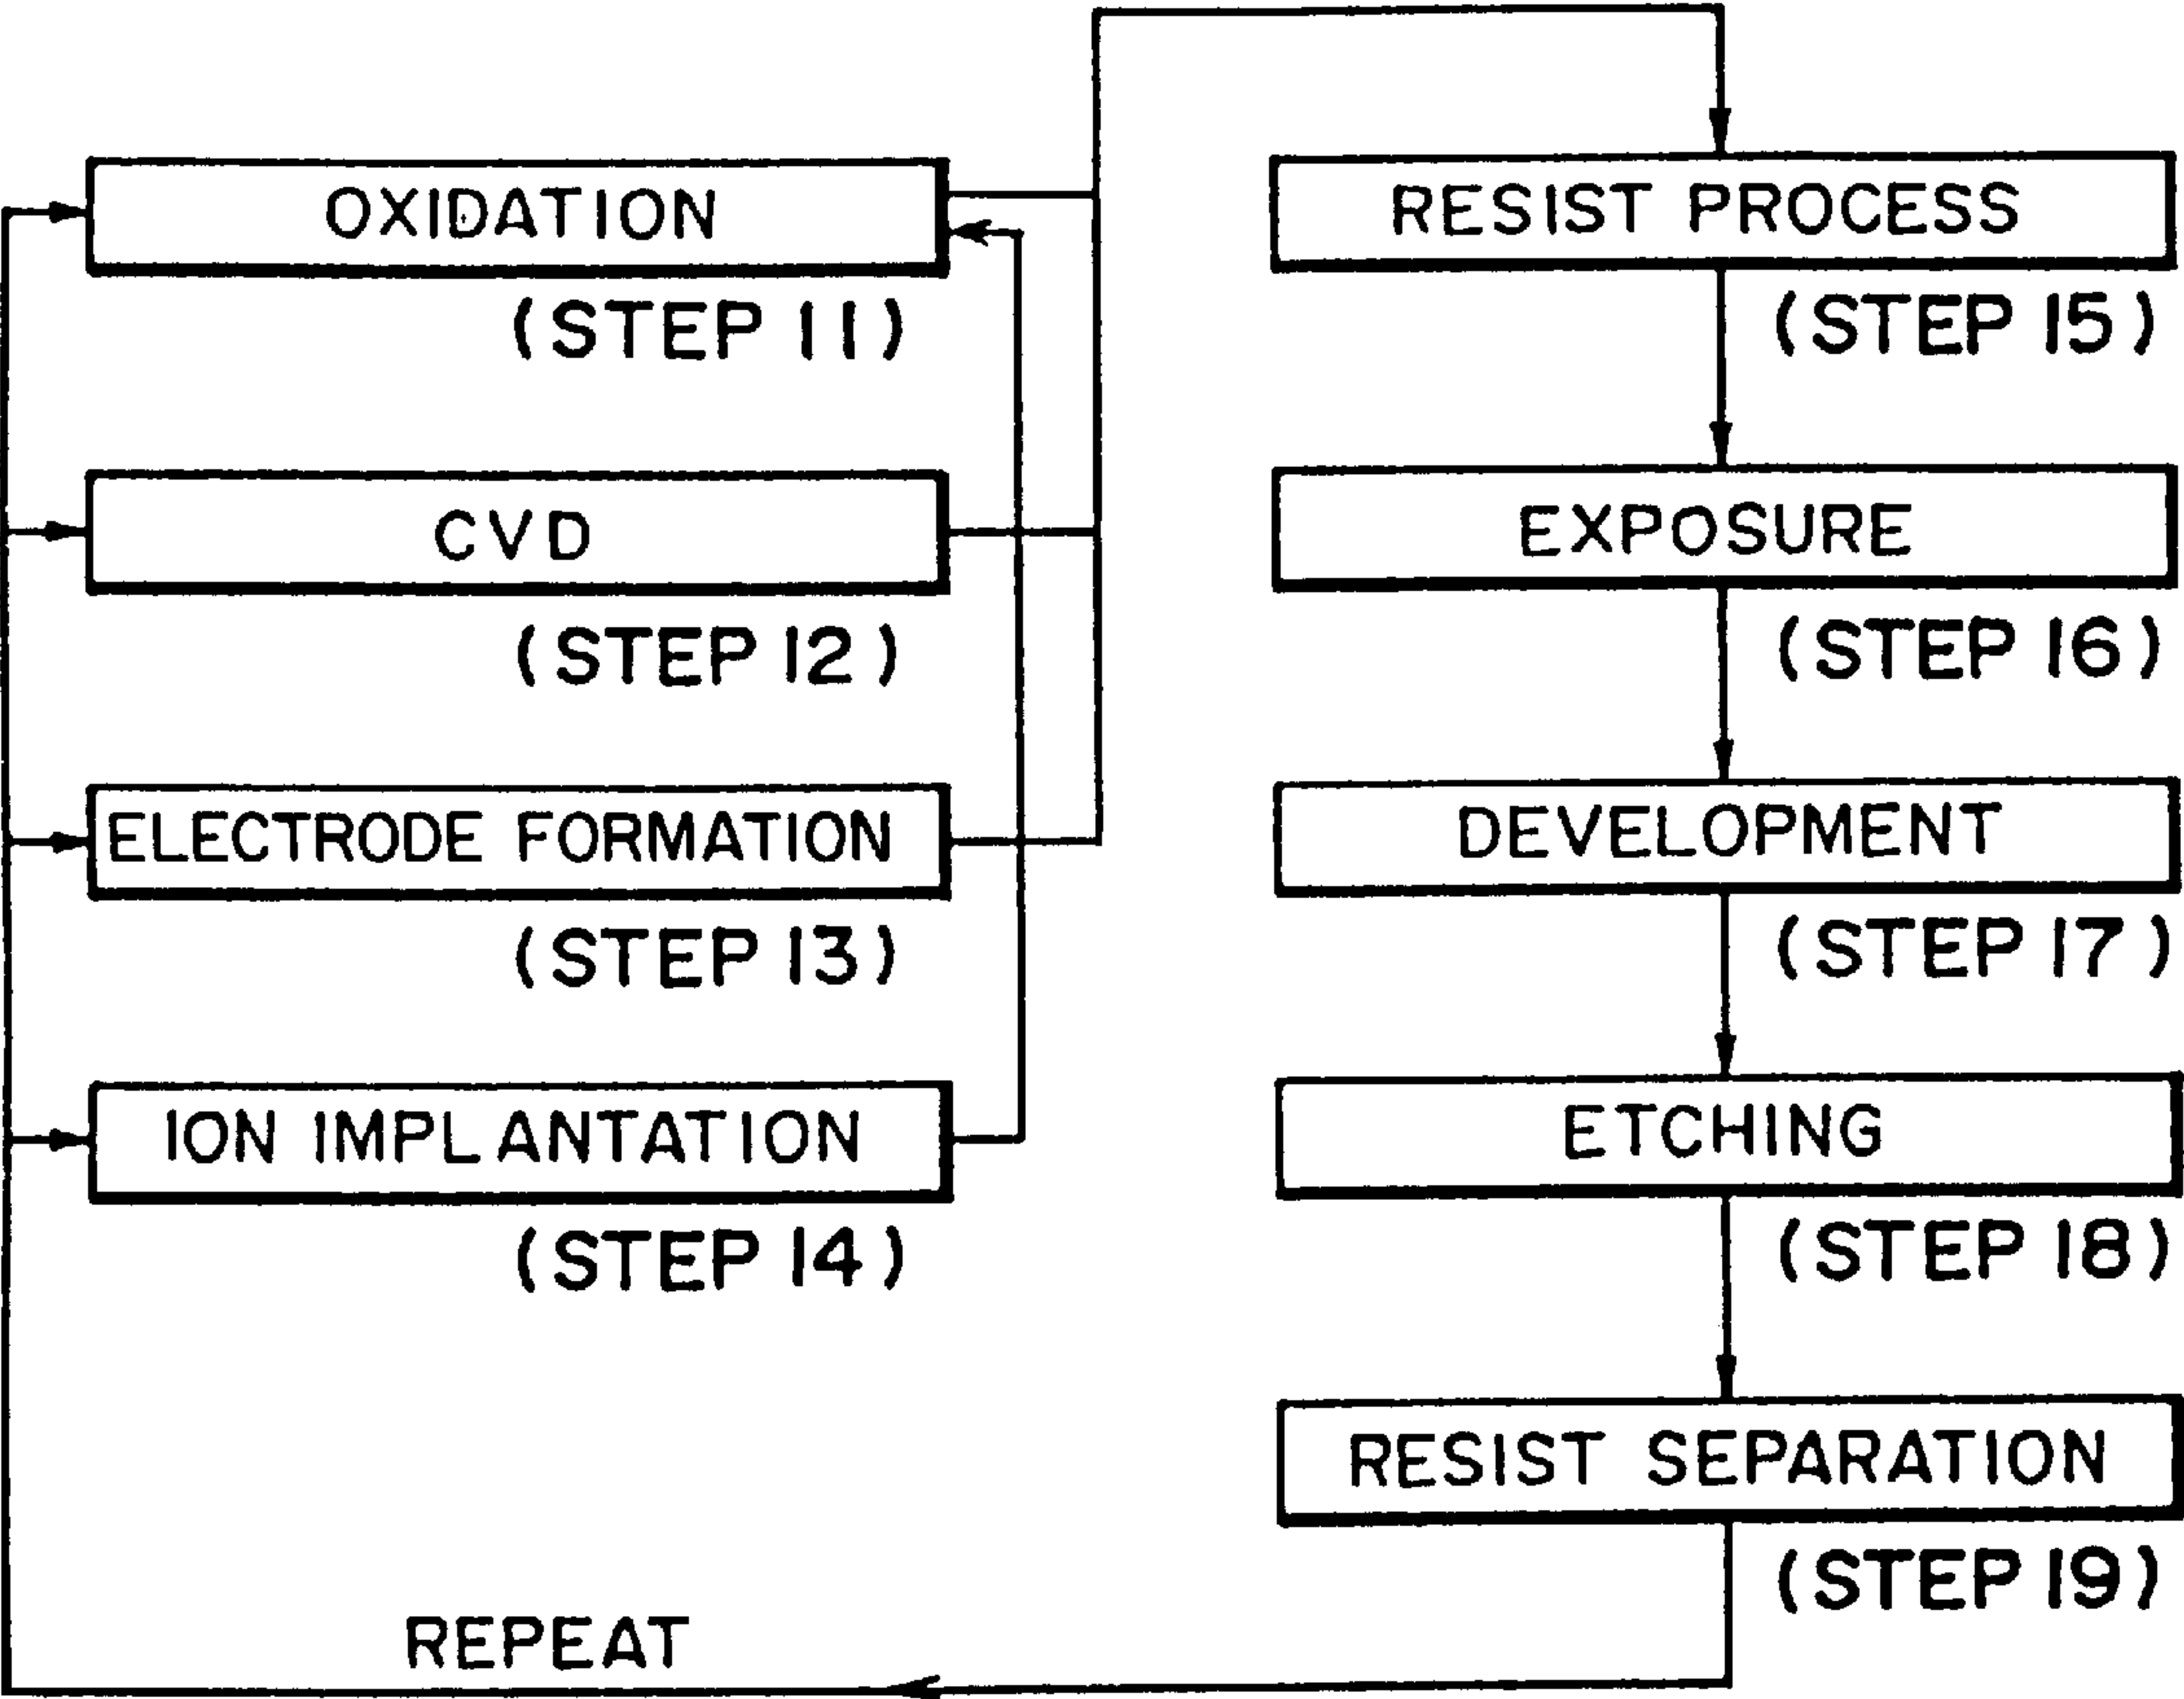 OXIDATION
(STEP 11)
CVD
(STEP 12)
ELECTRODE FORMATION
(STEP 13)
ION IMPLANTATION
(STEP 14)
RESIST PROCESS
(STEP 15)
EXPOSURE
(STEP 16)
DEVELOPMENT
(STEP 17)
ETCHING
(STEP 18)
RESIST SEPARATION
(STEP 19)
REPEAT